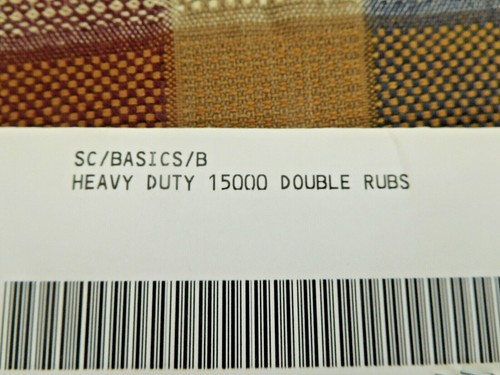 SC/BASICS/B
HEAVY DUTY 15000 DOUBLE RUBS